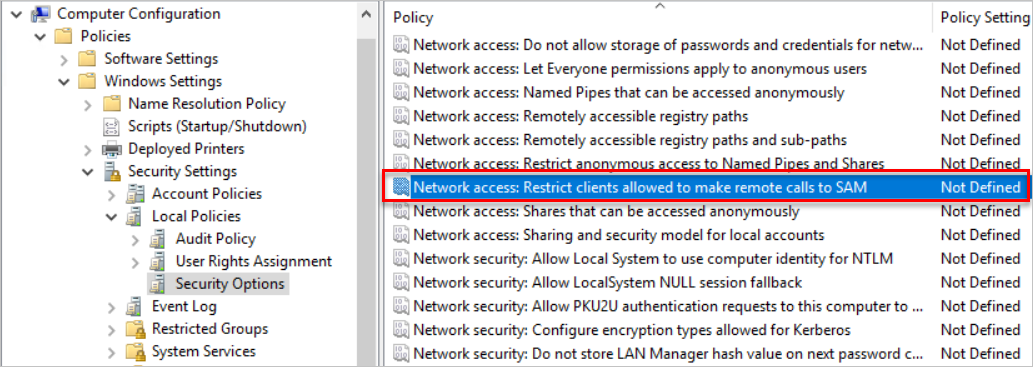 Computer Configuration
Policies
Software Settings
Windows Settings
Name Resolution Policy
Scripts (Startup/Shutdown)
Deployed Printers
Security Settings
Account Policies
Local Policies
Audit Policy
User Rights Assignment
Security Options
Event Log
Restricted Groups
System Services
Policy Policy Setting
Network access: Do not allow storage of passwords and credentials for netw... Not Defined
Network access: Let Everyone permissions apply to anonymous users Not Defined
Network access: Named Pipes that can be accessed anonymously Not Defined
Network access: Remotely accessible registry paths Not Defined
Network access: Remotely accessible registry paths and sub-paths Not Defined
Network access: Restrict anonymous access to Named Pipes and Shares Not Defined
Network access: Restrict clients allowed to make remote calls to SAM Not Defined
Network access: Shares that can be accessed anonymously Not Defined
Network access: Sharing and security model for local accounts Not Defined
Network security: Allow Local System to use computer identity for NTLM Not Defined
Network security: Allow LocalSystem NULL session fallback Not Defined
Network security: Allow PKU2U authentication requests to this computer to ... Not Defined
Network security: Configure encryption types allowed for Kerberos Not Defined
Network security: Do not store LAN Manager hash value on next password c... Not Defined